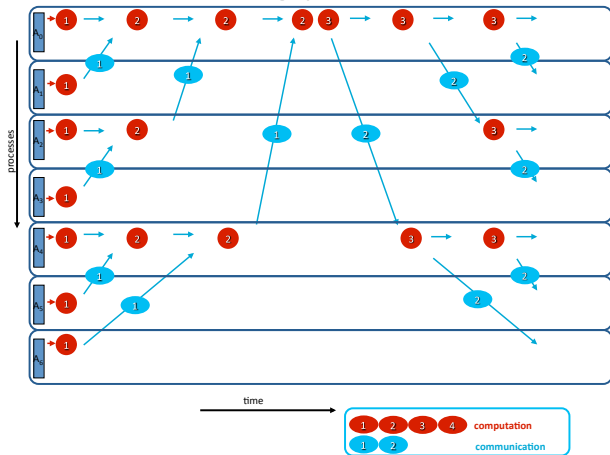 A0 1 2 2 2 3 3 3
1 1 2 2
A1 1
A2 1 2 3
processes
1 1 2 2
A3 1
A4 1 2 2 3 3
1 1 2 2
A5 1
A6 1
time
1 2 3 4 computation
1 2 communication